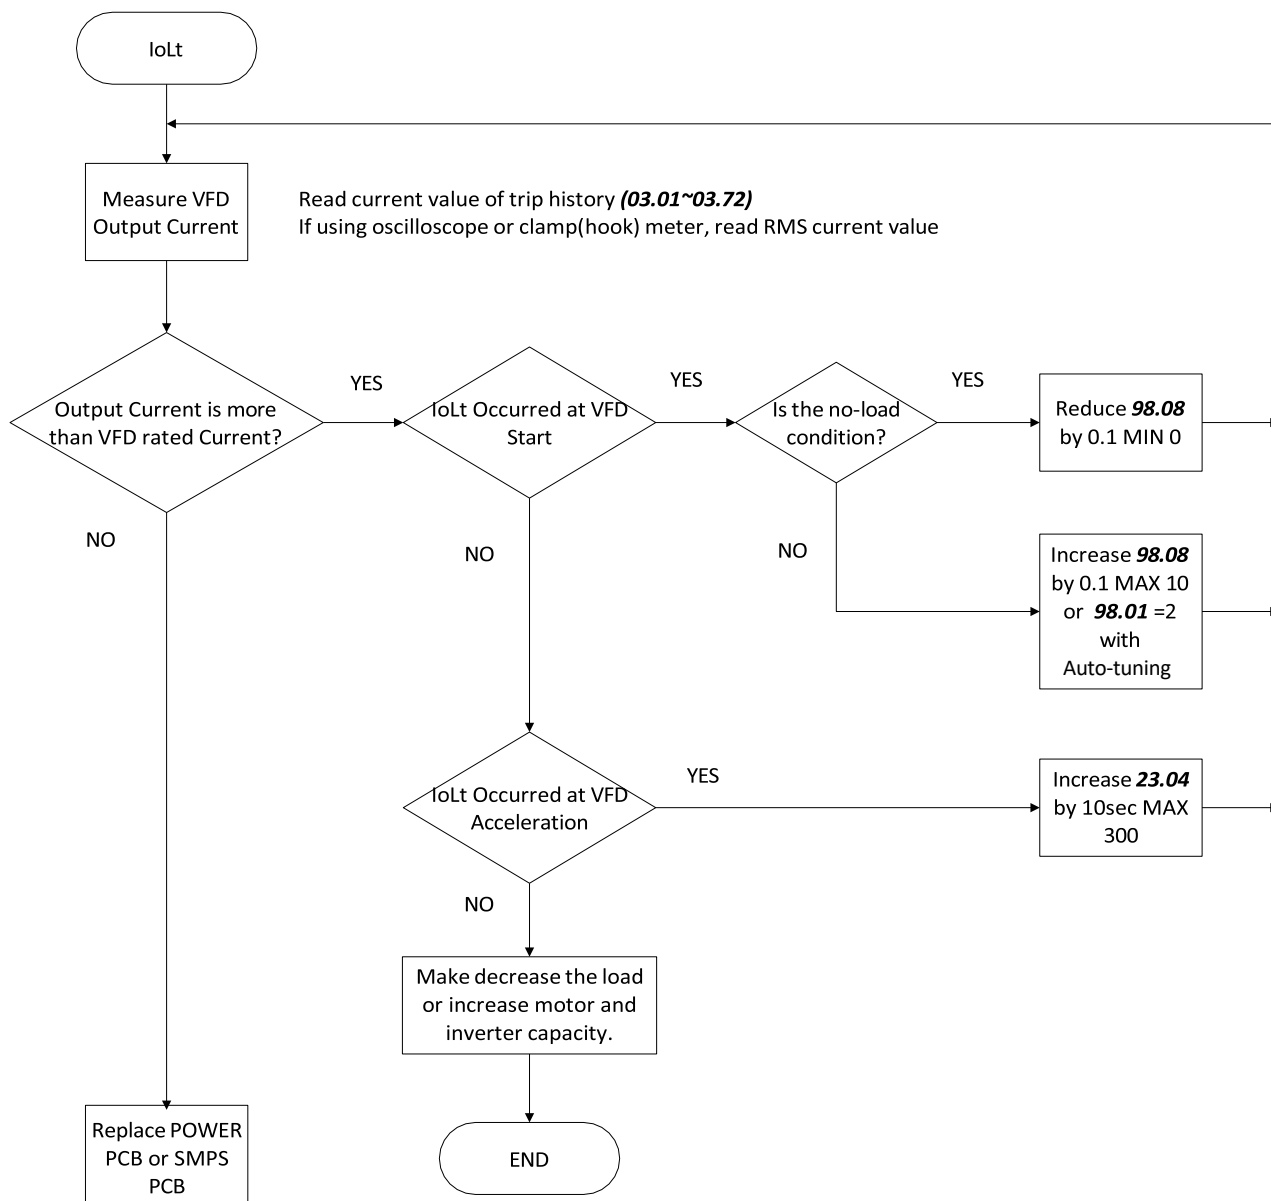 IoLt
Measure VFD
Output Current
Read current value of trip history (03.01~03.72)
If using oscilloscope or clamp(hook) meter, read RMS current value
Output Current is more
than VFD rated Current?
YES
IoLt Occurred at VFD
Start
YES
Is the no-load
condition?
YES
Reduce 98.08
by 0.1 MIN 0
NO
NO
NO
Increase 98.08
by 0.1 MAX 10
or 98.01 =2
with
Auto-tuning
IoLt Occurred at VFD
Acceleration
YES
Increase 23.04
by 10sec MAX
300
NO
Make decrease the load
or increase motor and
inverter capacity.
Replace POWER
PCB or SMPS
PCB
END